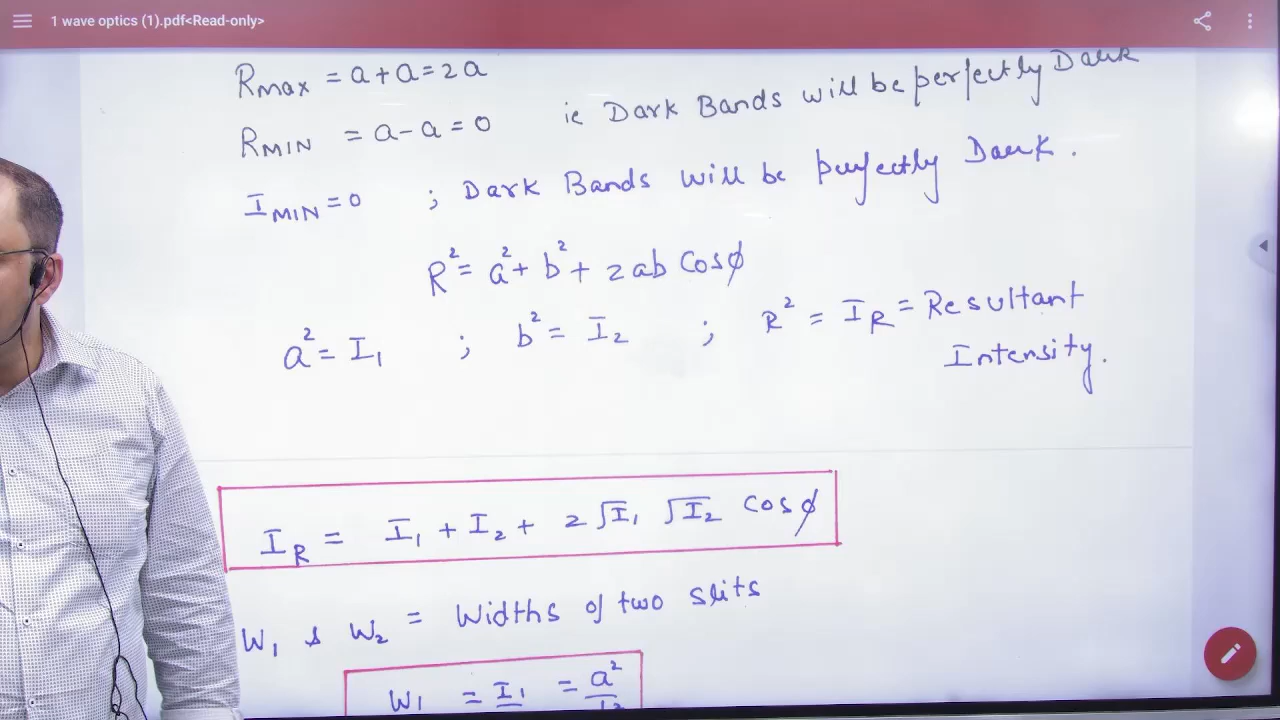 1 wave optics (1).pdf<Read-only>
Rmax = a+a=2a
RMIN = a-a=0 ie Dark Bands will be perfectly Dark
IMIN=0 ; Dark Bands will be perfectly Dark.
R²= a²+ b²+ 2ab Cosφ
a²= I₁ ; b²= I₂ ; R² = IR = Resultant
Intensity.
IR = I₁ + I₂ + 2√I₁ √I₂ cosφ
W₁ & W₂ = Widths of two slits
W₁ = I₁ = a²